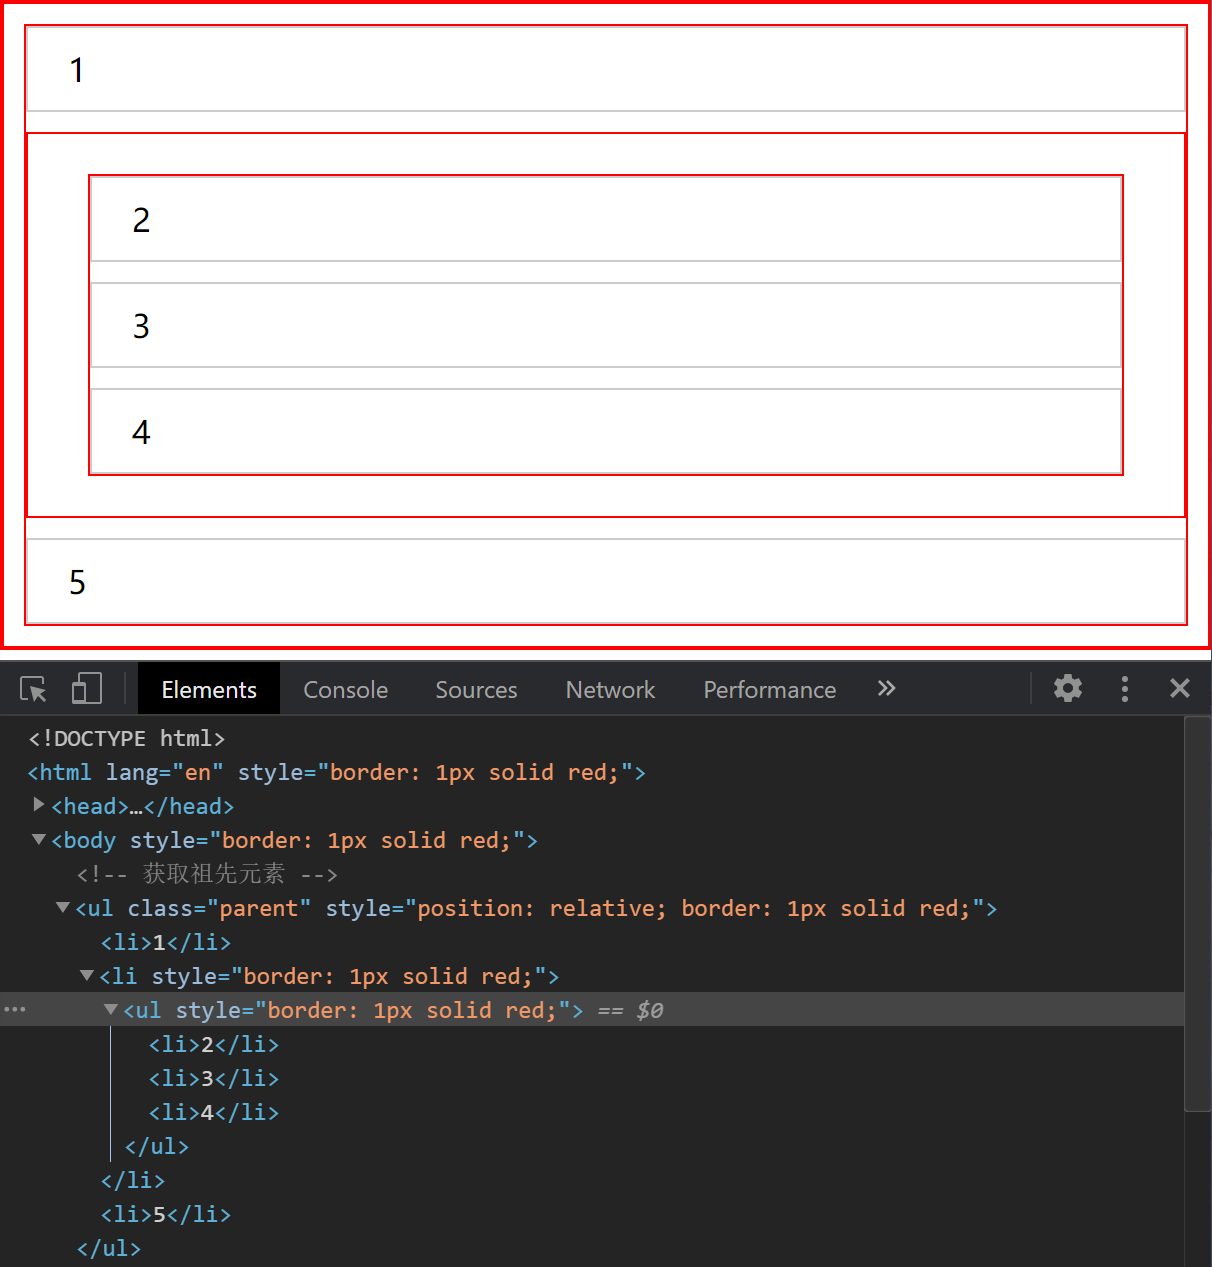 1
2
3
4
5
Elements Console Sources Network Performance
<!DOCTYPE html>
<html lang="en" style="border: 1px solid red;">
<head>…</head>
<body style="border: 1px solid red;">
<!-- 获取祖先元素 -->
<ul class="parent" style="position: relative; border: 1px solid red;">
<li>1</li>
<li style="border: 1px solid red;">
<ul style="border: 1px solid red;"> == $0
<li>2</li>
<li>3</li>
<li>4</li>
</ul>
</li>
<li>5</li>
</ul>